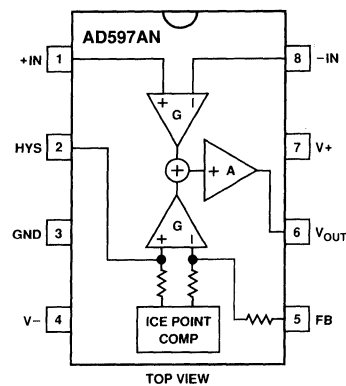 AD597AN
+IN 1
8 –IN
+ –
G
HYS 2
7 V+
+
+ A
GND 3
G
+ –
6 VOUT
V– 4
ICE POINT
COMP
5 FB
TOP VIEW